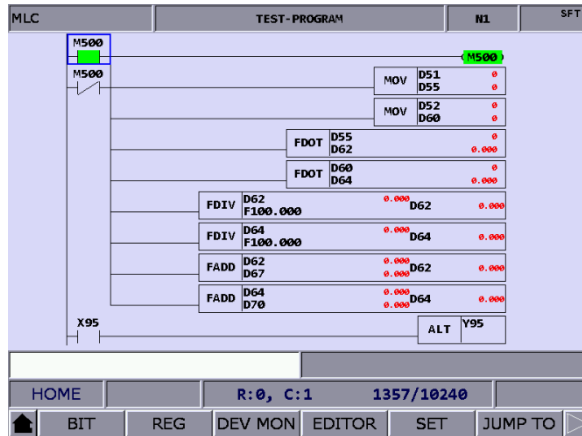 MLC TEST-PROGRAM N1 SFT
M500
M500
M500
MOV D51 0
D55 0
MOV D52 0
D60 0
FDOT D55 0
D62 0.000
FDOT D60 0
D64 0.000
FDIV D62 0.000 D62 0.000
F100.000
FDIV D64 0.000 D64 0.000
F100.000
FADD D62 0.000 D62 0.000
D67 0.000
FADD D64 0.000 D64 0.000
D70 0.000
X95 ALT Y95
HOME R:0, C:1 1357/10240
BIT REG DEV MON EDITOR SET JUMP TO